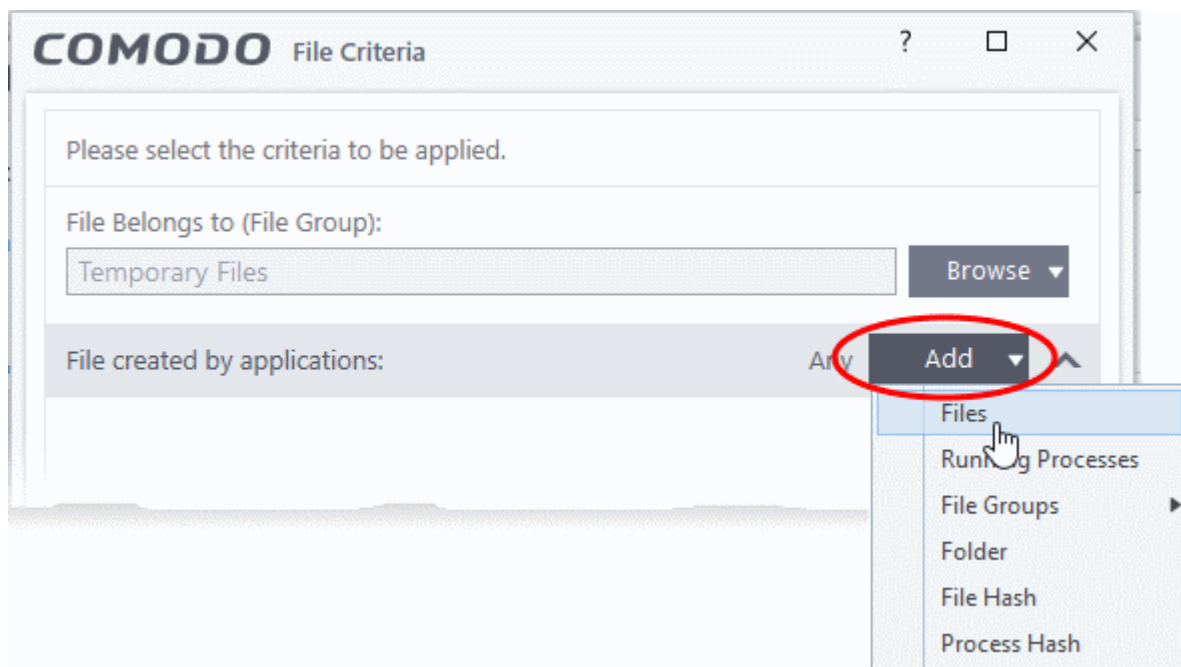 COMODO File Criteria ?
Please select the criteria to be applied.
File Belongs to (File Group):
Temporary Files Browse
File created by applications: Any Add
Files
Running Processes
File Groups
Folder
File Hash
Process Hash